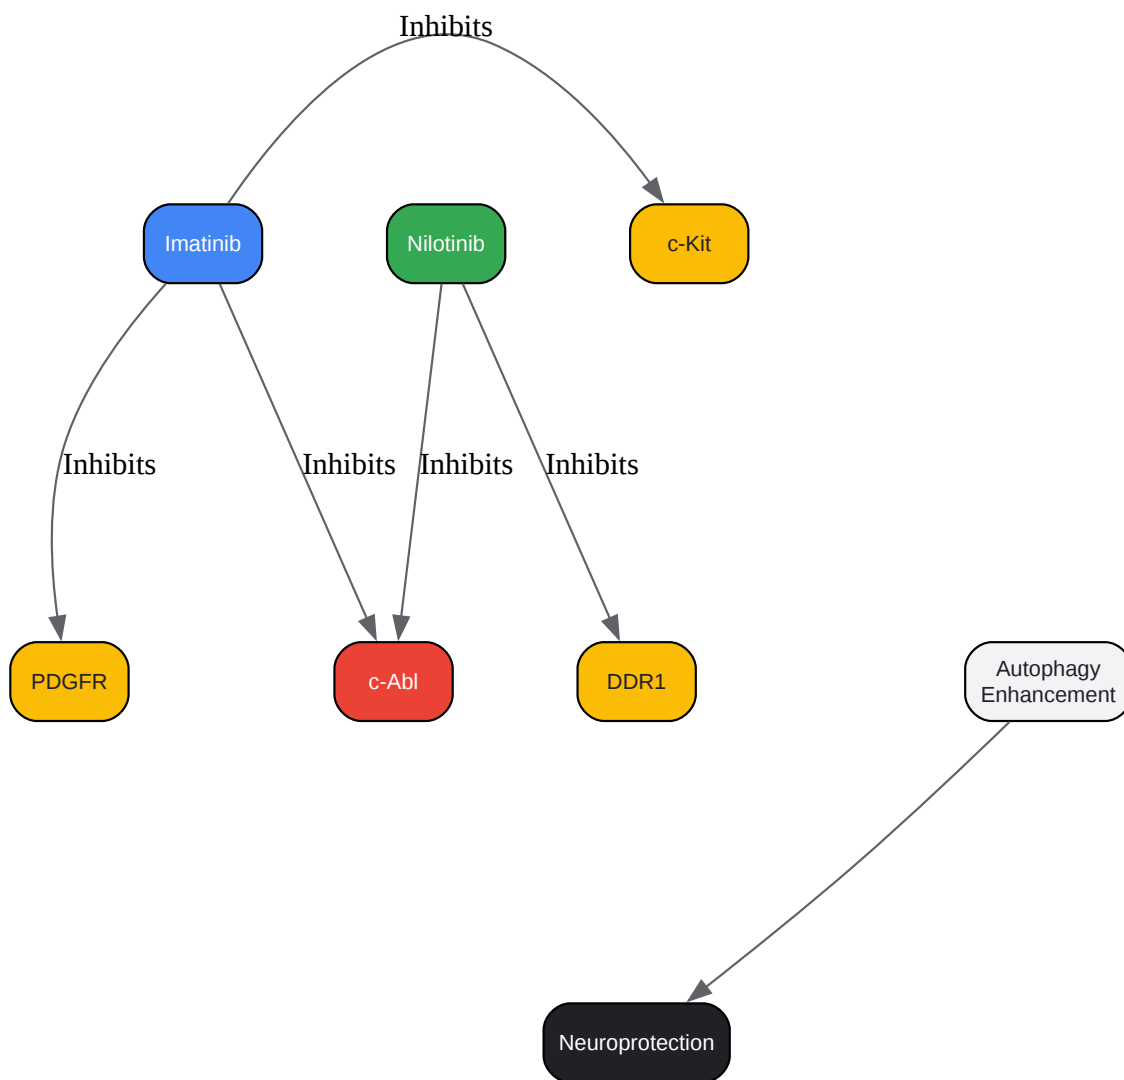 Inhibits
Imatinib
Nilotinib
c-Kit
Inhibits
Inhibits
Inhibits
Inhibits
PDGFR
c-Abl
DDR1
Autophagy
Enhancement
Neuroprotection